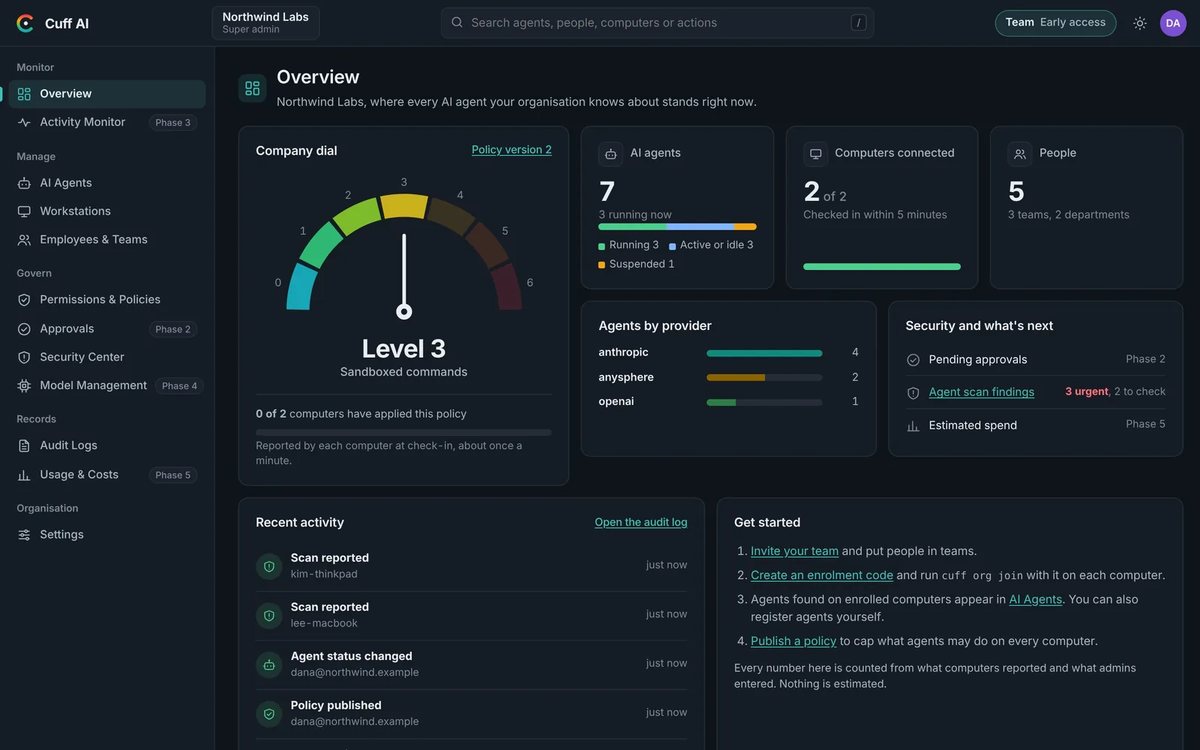 Cuff AI
Northwind Labs
Super admin
Search agents, people, computers or actions
/
Team Early access
DA
Monitor
Overview
Activity Monitor Phase 3
Manage
AI Agents
Workstations
Employees & Teams
Govern
Permissions & Policies
Approvals Phase 2
Security Center
Model Management Phase 4
Records
Audit Logs
Usage & Costs Phase 5
Organisation
Settings
Overview
Northwind Labs, where every AI agent your organisation knows about stands right now.
Company dial
Policy version 2
0
1
2
3
4
5
6
Level 3
Sandboxed commands
0 of 2 computers have applied this policy
Reported by each computer at check-in, about once a
minute.
AI agents
7
3 running now
Running 3 Active or idle 3
Suspended 1
Computers connected
2 of 2
Checked in within 5 minutes
People
5
3 teams, 2 departments
Agents by provider
anthropic 4
anysphere 2
openai 1
Security and what's next
Pending approvals Phase 2
Agent scan findings 3 urgent, 2 to check
Estimated spend Phase 5
Recent activity
Open the audit log
Scan reported
kim-thinkpad
just now
Scan reported
lee-macbook
just now
Agent status changed
dana@northwind.example
just now
Policy published
dana@northwind.example
just now
Get started
1. Invite your team and put people in teams.
2. Create an enrolment code and run cuff org join with it on each computer.
3. Agents found on enrolled computers appear in AI Agents. You can also
register agents yourself.
4. Publish a policy to cap what agents may do on every computer.
Every number here is counted from what computers reported and what admins
entered. Nothing is estimated.